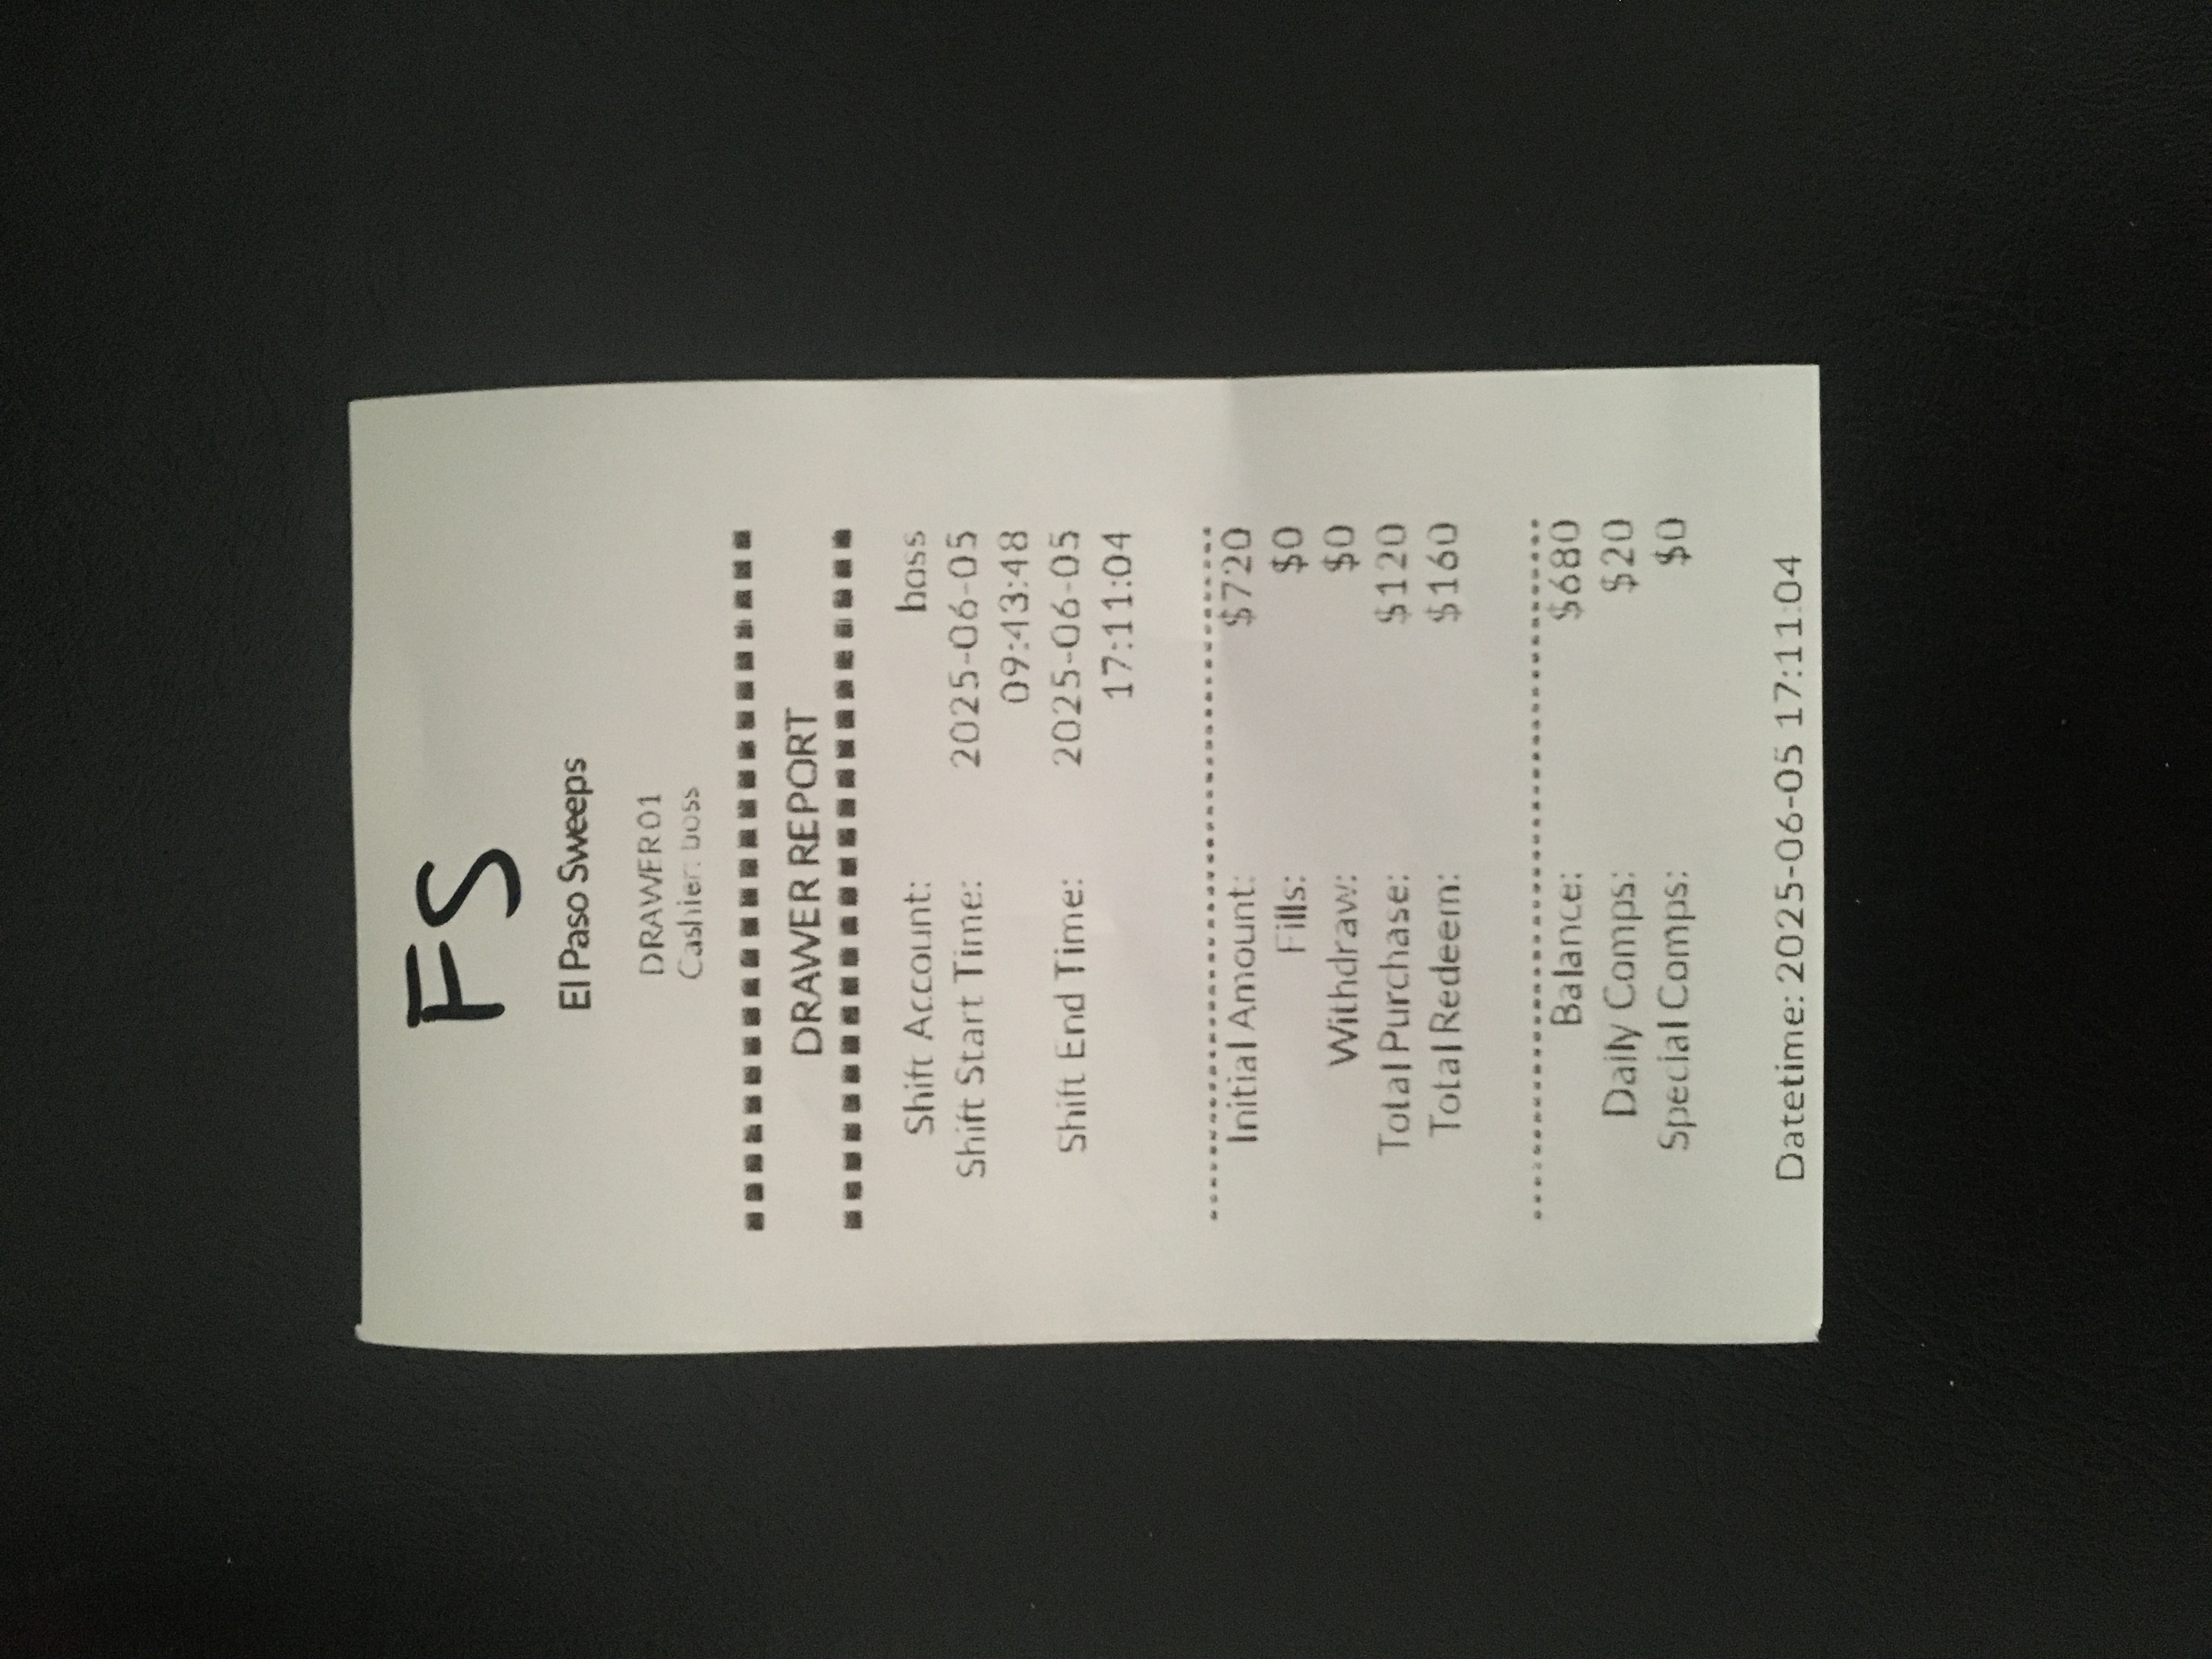 FS
El Paso Sweeps
DRAWER01
Cashier: boss
DRAWER REPORT
Shift Account: boss
Shift Start Time: 2025-06-05
09:43:48
Shift End Time: 2025-06-05
17:11:04
Initial Amount: $720
Fills: $0
Withdraw: $0
Total Purchase: $120
Total Redeem: $160
Balance: $680
Daily Comps: $20
Special Comps: $0
Datetime: 2025-06-05 17:11:04